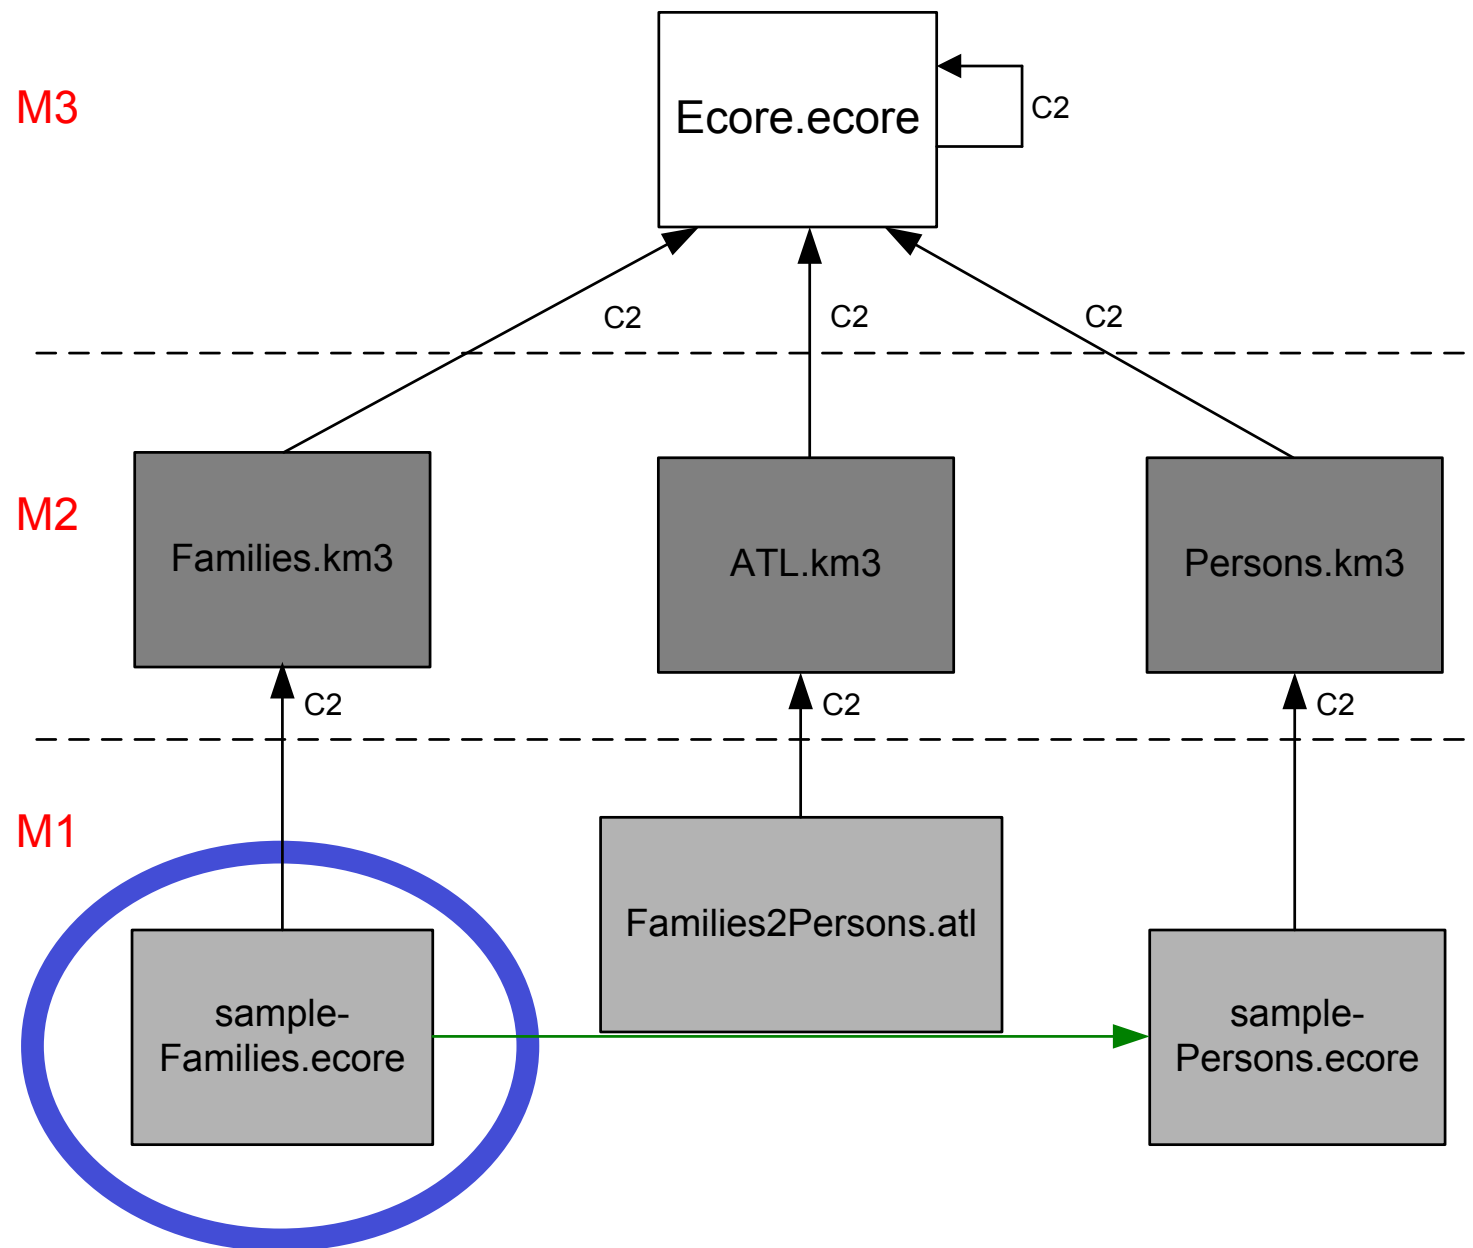 M3
Ecore.ecore
C2
C2
C2
C2
M2
Families.km3
ATL.km3
Persons.km3
C2
C2
C2
M1
Families2Persons.atl
sample-
Families.ecore
sample-
Persons.ecore